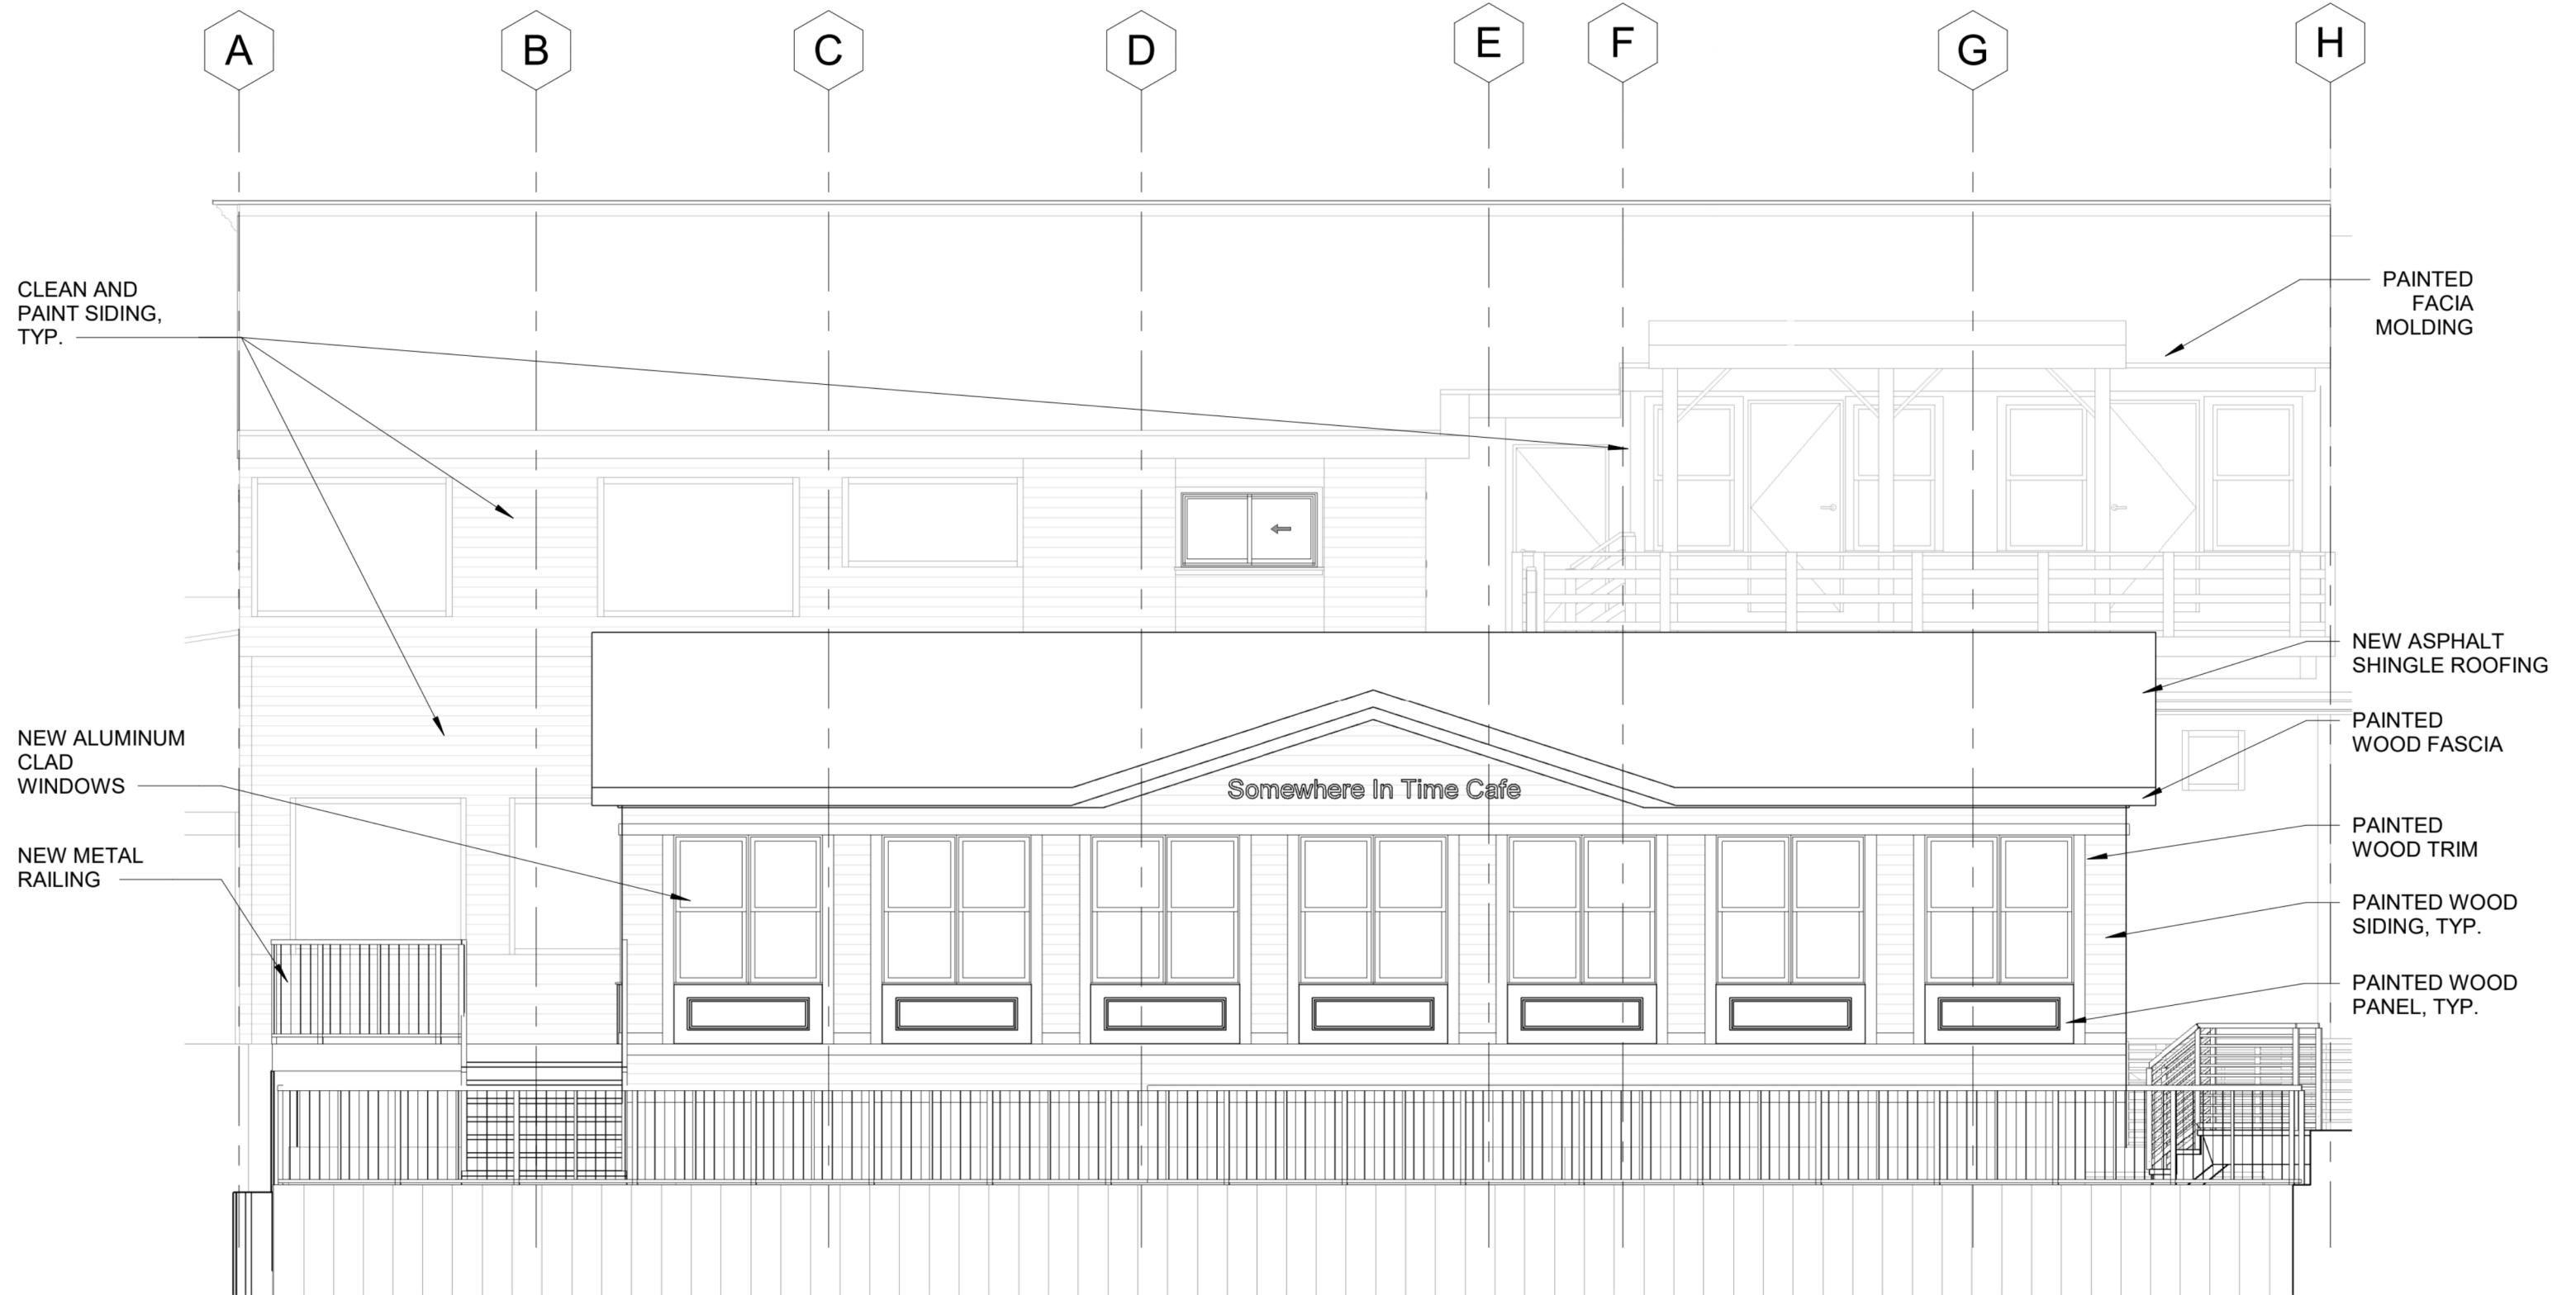 A
B
C
D
E
F
G
H
CLEAN AND
PAINT SIDING,
TYP.
PAINTED
FACIA
MOLDING
NEW ASPHALT
SHINGLE ROOFING
PAINTED
WOOD FASCIA
NEW ALUMINUM
CLAD
WINDOWS
Somewhere In Time Cafe
PAINTED
WOOD TRIM
NEW METAL
RAILING
PAINTED WOOD
SIDING, TYP.
PAINTED WOOD
PANEL, TYP.